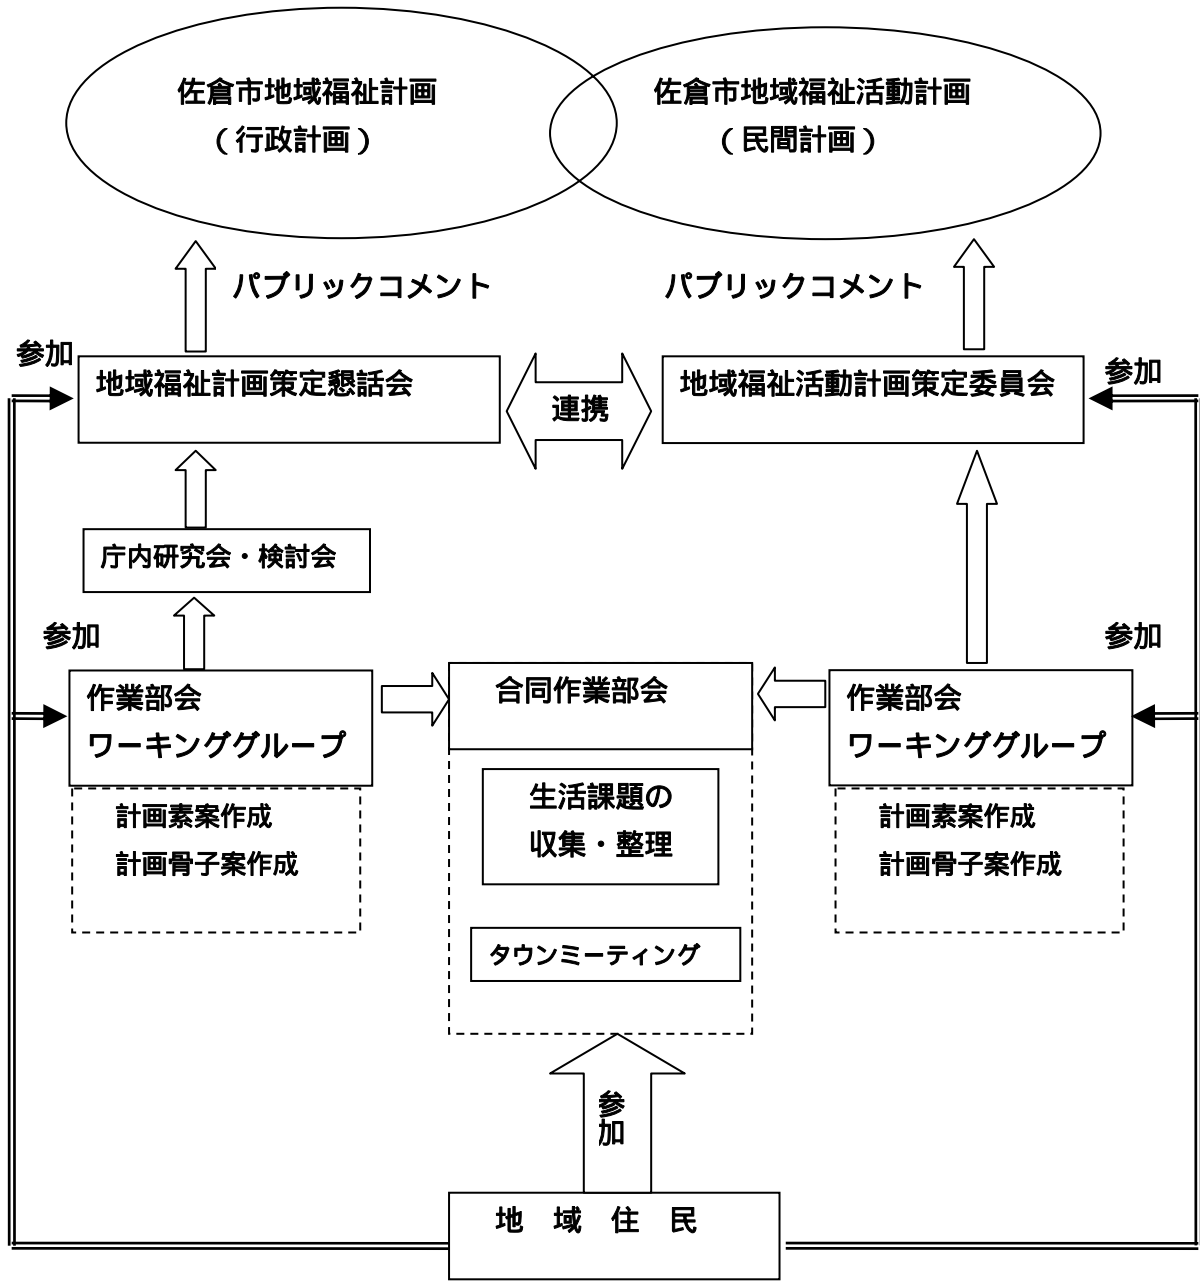 佐倉市地域福祉計画
（行政計画）
佐倉市地域福祉活動計画
（民間計画）
パブリックコメント
パブリックコメント
参加
地域福祉計画策定懇話会
連携
地域福祉活動計画策定委員会
参加
庁内研究会・検討会
参加
参加
作業部会
ワーキンググループ
合同作業部会
作業部会
ワーキンググループ
計画素案作成
計画骨子案作成
生活課題の
収集・整理
計画素案作成
計画骨子案作成
タウンミーティング
参加
地 域 住 民